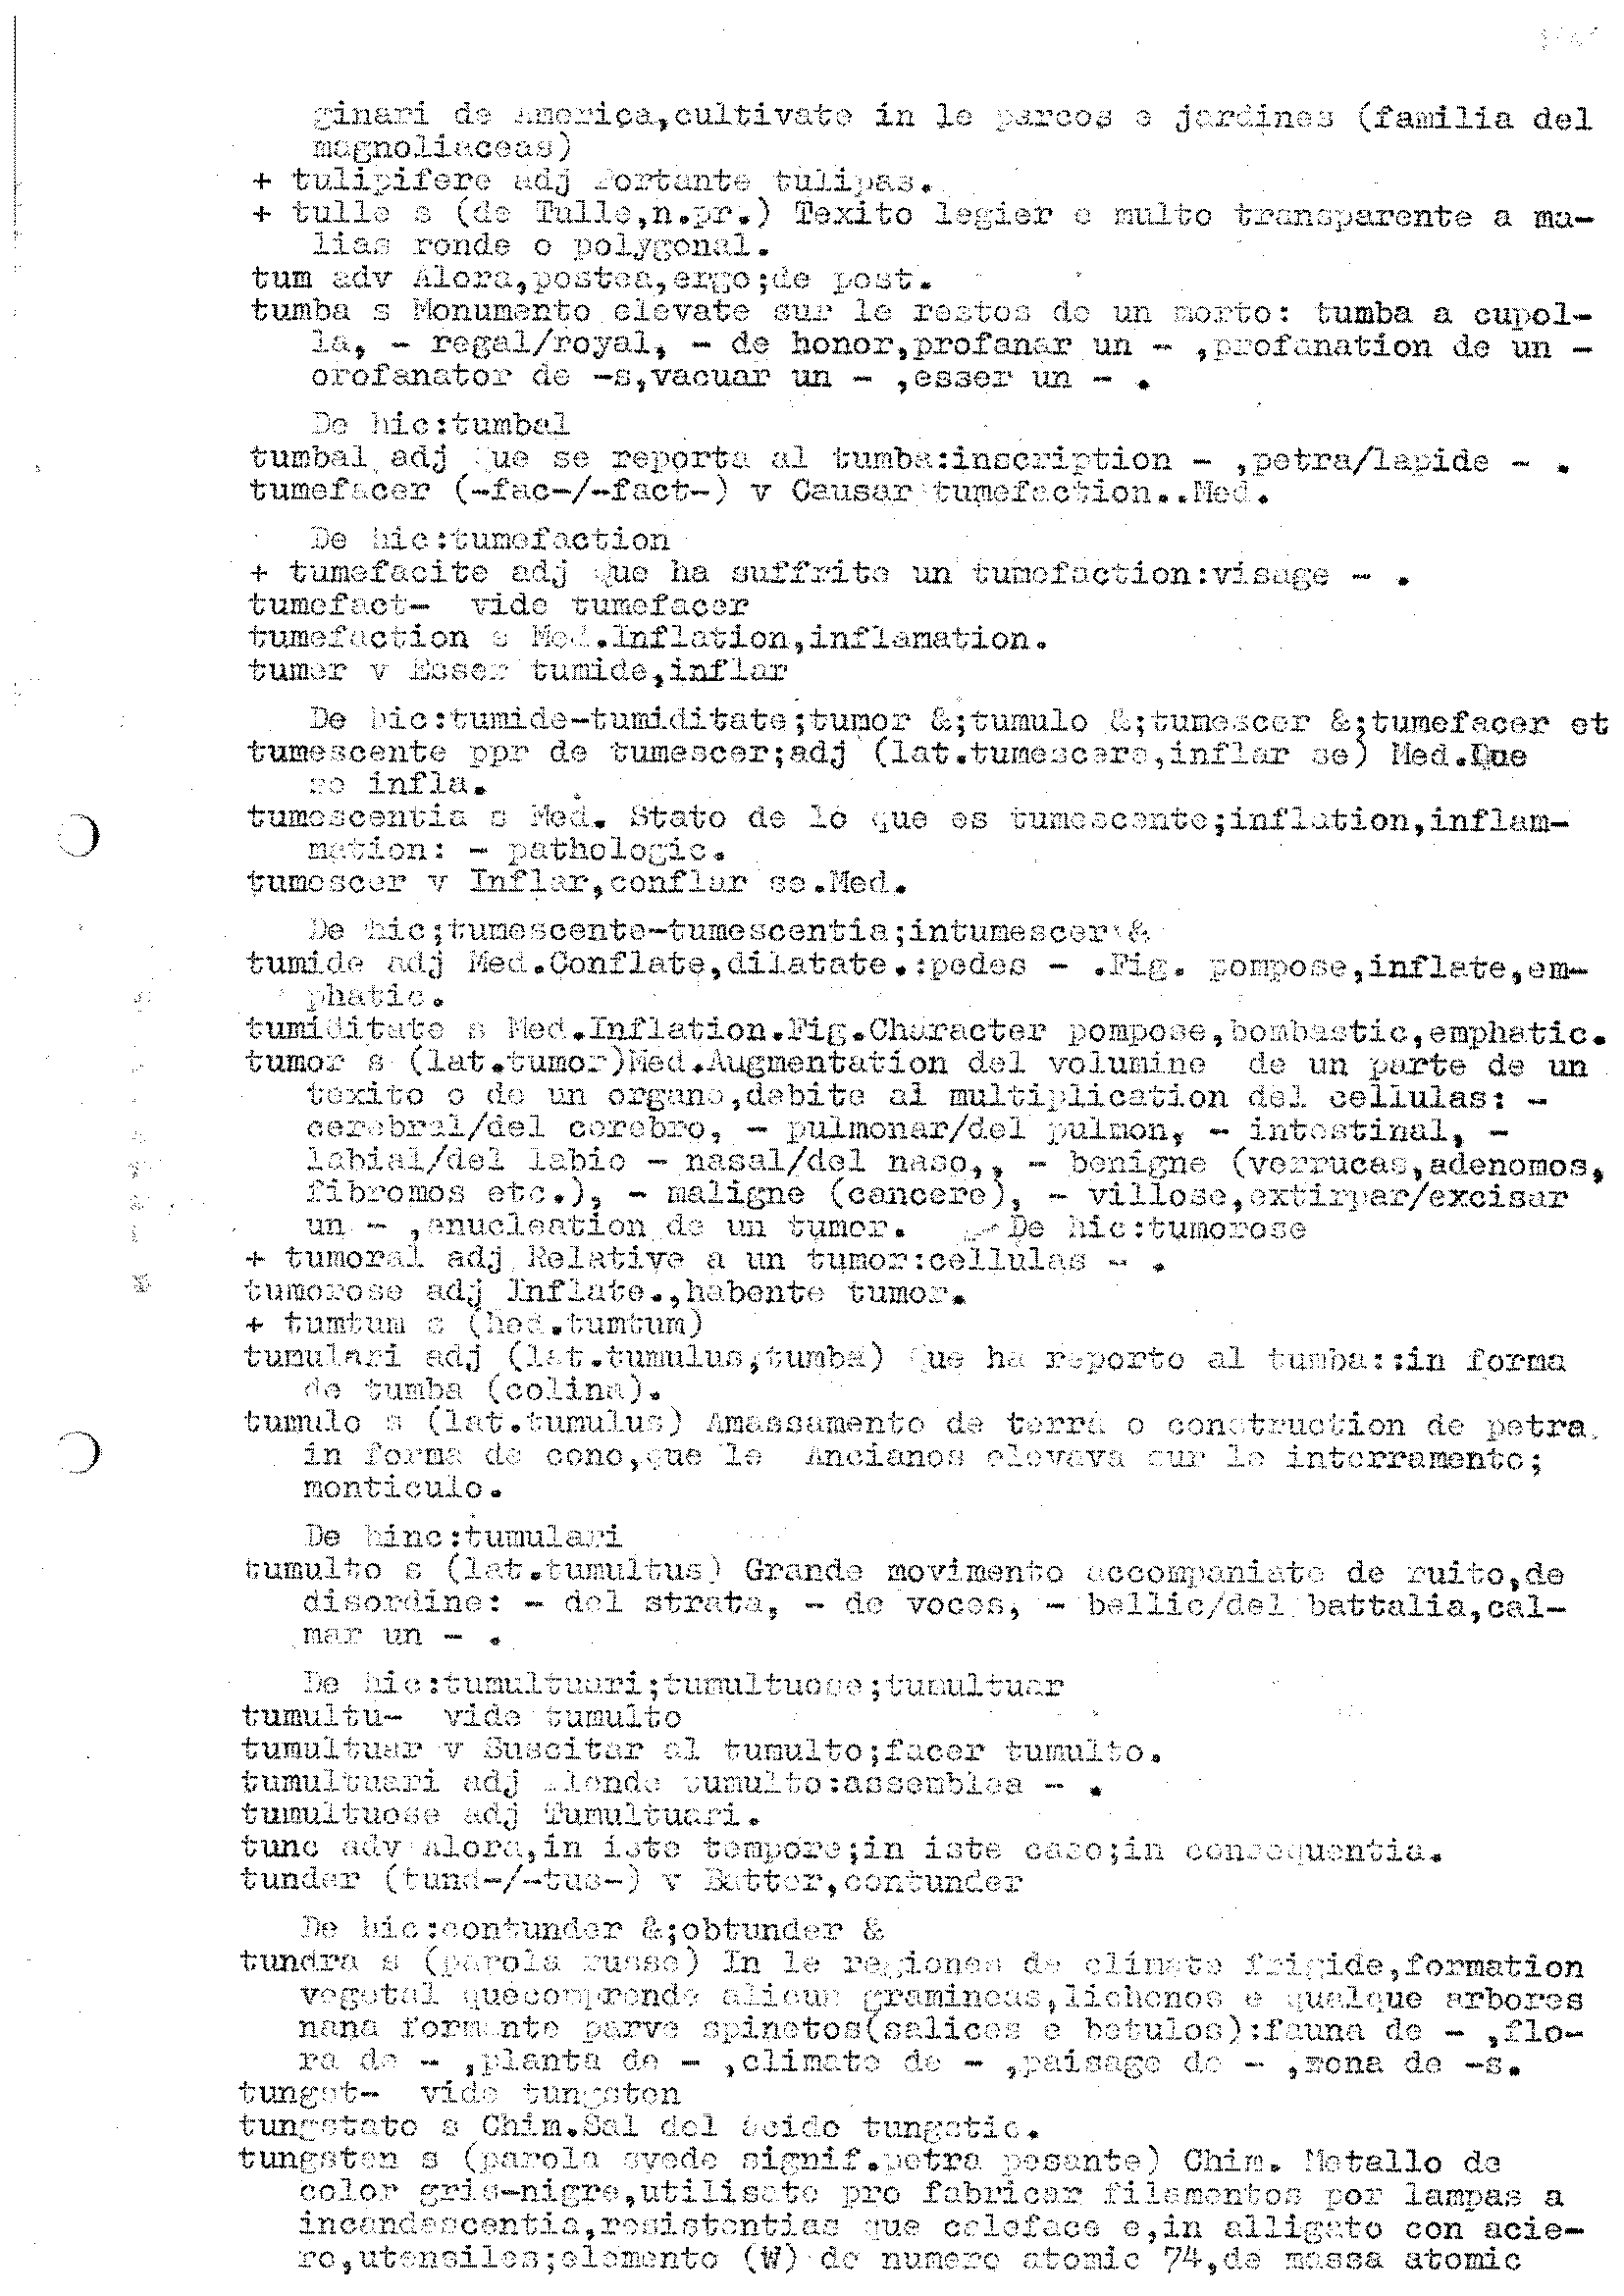 ginari de America,cultivate in le parcos e jardines (familia del
magnoliaceas)
+ tulipifere adj Portante tulipas.
+ tulle s (de Tulle,n.pr.) Texito legier e multo transparente a ma-
lias ronde o polygonal.
tum adv Alora,postea,ergo;de post.
tumba s Monumento elevate sur le restos de un morto: tumba a cupol-
la, - regal/royal, - de honor,profanar un - ,profanation de un -
orofanator de -s,vacuar un - ,esser un - .
De hic:tumbal
tumbal adj Que se reporta al tumba:inscription - ,petra/lapide - .
tumefacer (-fac-/-fact-) v Causar tumefaction..Med.
De hic:tumefaction
+ tumefacite adj Que ha suffrite un tumefaction:visage - .
tumefact- vide tumefacer
tumefaction s Med.Inflation,inflamation.
tumer v Esser tumide,inflar
De hic:tumide-tumiditate;tumor &;tumulo &;tumescer &;tumefacer et
tumescente ppr de tumescer;adj (lat.tumescere,inflar se) Med.Que
se infla.
tumescentia s Med. Stato de lo que es tumescente;inflation,inflam-
mation: - pathologic.
tumescer v Inflar,conflar se.Med.
De hic;tumescente-tumescentia;intumescer &
tumide adj Med.Conflate,dilatate.:pedes - .Fig. pompose,inflate,em-
phatic.
tumiditate s Med.Inflation.Fig.Character pompose,bombastic,emphatic.
tumor s (lat.tumor)Med.Augmentation del volumine de un parte de un
texito o de un organo,debite al multiplication del cellulas: -
cerebral/del cerebro, - pulmonar/del pulmon, - intestinal, -
labial/del labio - nasal/del naso,, - benigne (verrucas,adenomos,
fibromos etc.), - maligne (cancere), - villose,extirpar/excisar
un - ,enucleation de un tumor. De hic:tumorose
+ tumoral adj Relative a un tumor:cellulas - .
tumorose adj Inflate.,habente tumor.
+ tumtum s (hed.tumtum)
tumulari adj (lat.tumulus,tumba) Que ha reporto al tumba::in forma
de tumba (colina).
tumulo s (lat.tumulus) Amassamento de terra o construction de petra
in forma de cono,que le Ancianos elevava sur le interramento;
monticulo.
De hinc:tumulari
tumulto s (lat.tumultus) Grande movimento accompaniate de ruito,de
disordine: - del strata, - de voces, - bellic/del battalia,cal-
mar un - .
De hic:tumultuari;tumultuose;tumultuar
tumultu- vide tumulto
tumultuar v Suscitar al tumulto;facer tumulto.
tumultuari adj Plende tumulto:assemblea - .
tumultuose adj Tumultuari.
tunc adv Alora,in iste tempore;in iste caso;in consequentia.
tunder (tund-/-tus-) v Batter,contunder
De hic:contunder &;obtunder &
tundra s (parola russe) In le regiones de climate frigide,formation
vegetal quecomprende alicun gramineas,lichenos e qualque arbores
nana formante parve spinetos(salices e betulos):fauna de - ,flo-
ra de - ,planta de - ,climate de - ,paisage de - ,zona de -s.
tungst- vide tungsten
tungstato s Chim.Sal del acido tungstic.
tungsten s (parola svede signif.petra pesante) Chim. Metallo de
color gris-nigre,utilisate pro fabricar filamentos por lampas a
incandescentia,resistentias que caleface e,in alligato con acie-
ro,utensiles;elemento (W) de numero atomic 74,de massa atomic